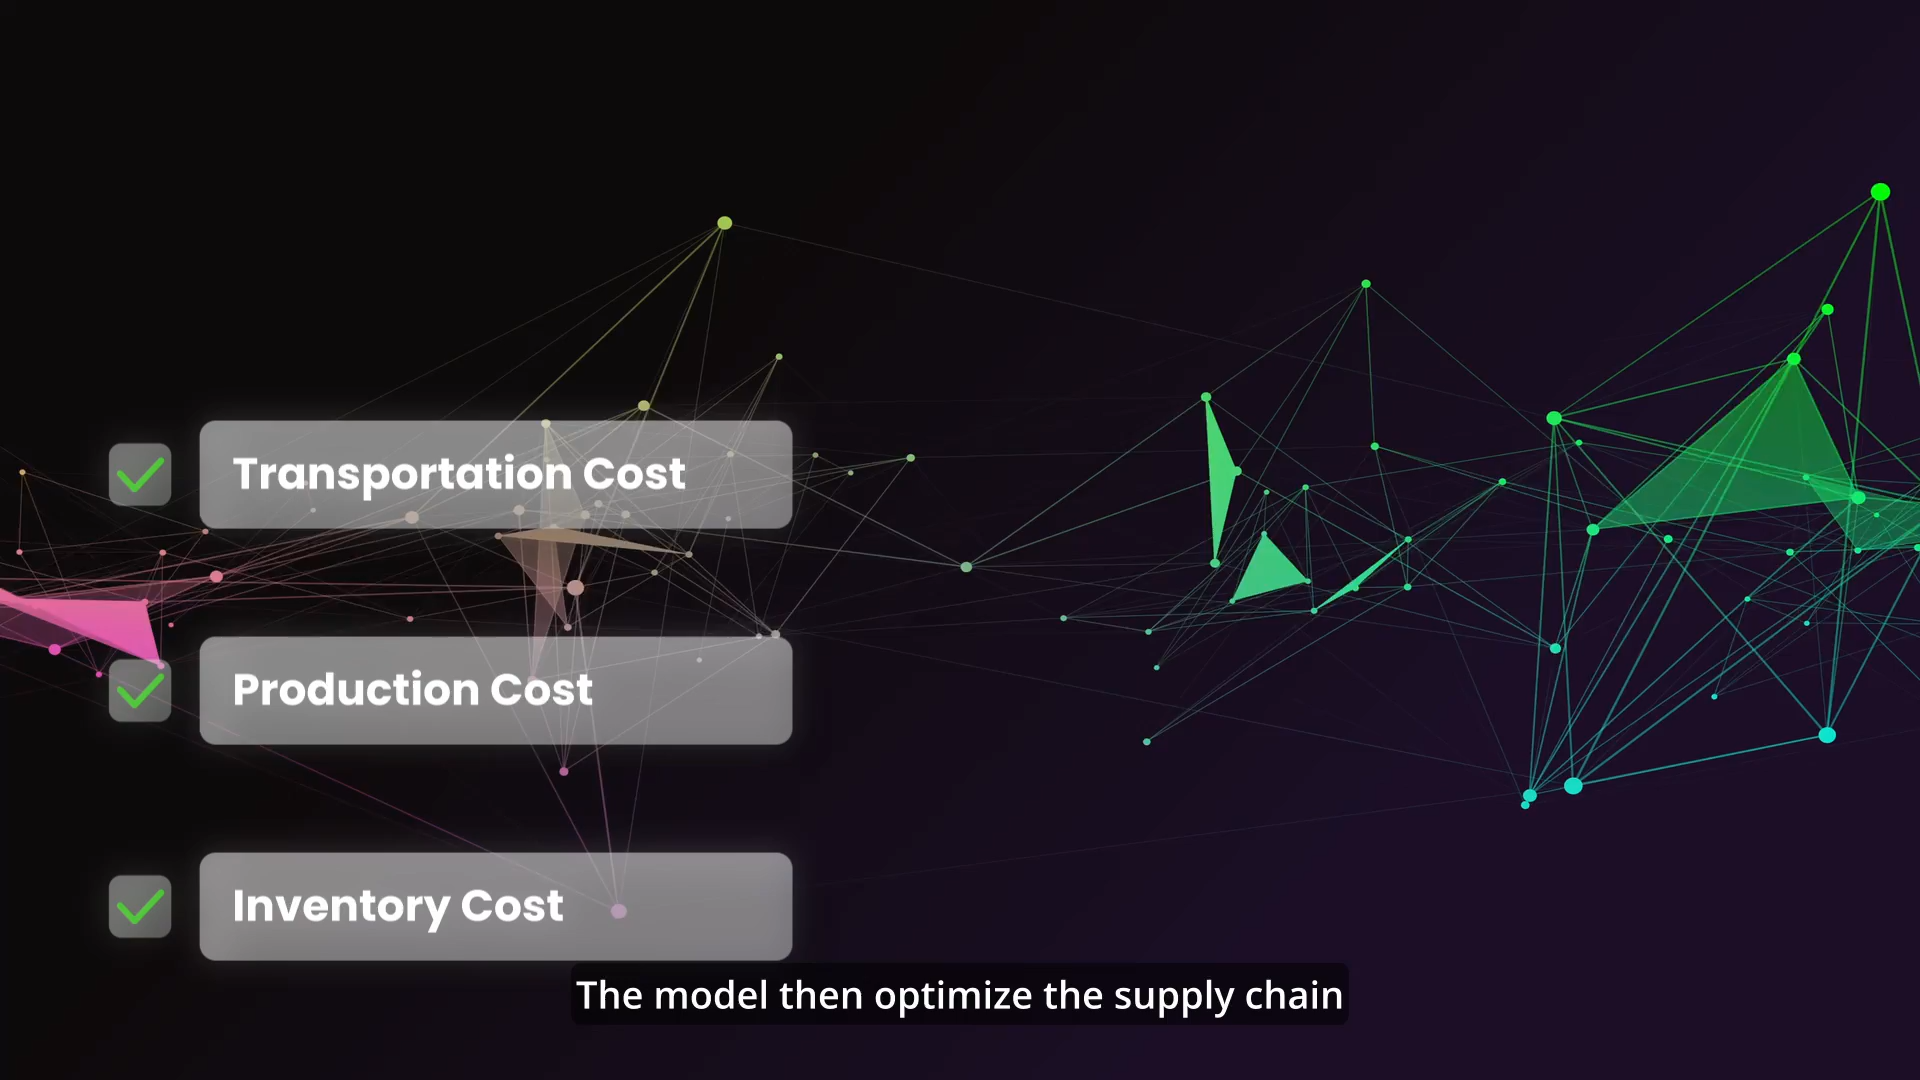 Transportation Cost
Production Cost
Inventory Cost
The model then optimize the supply chain